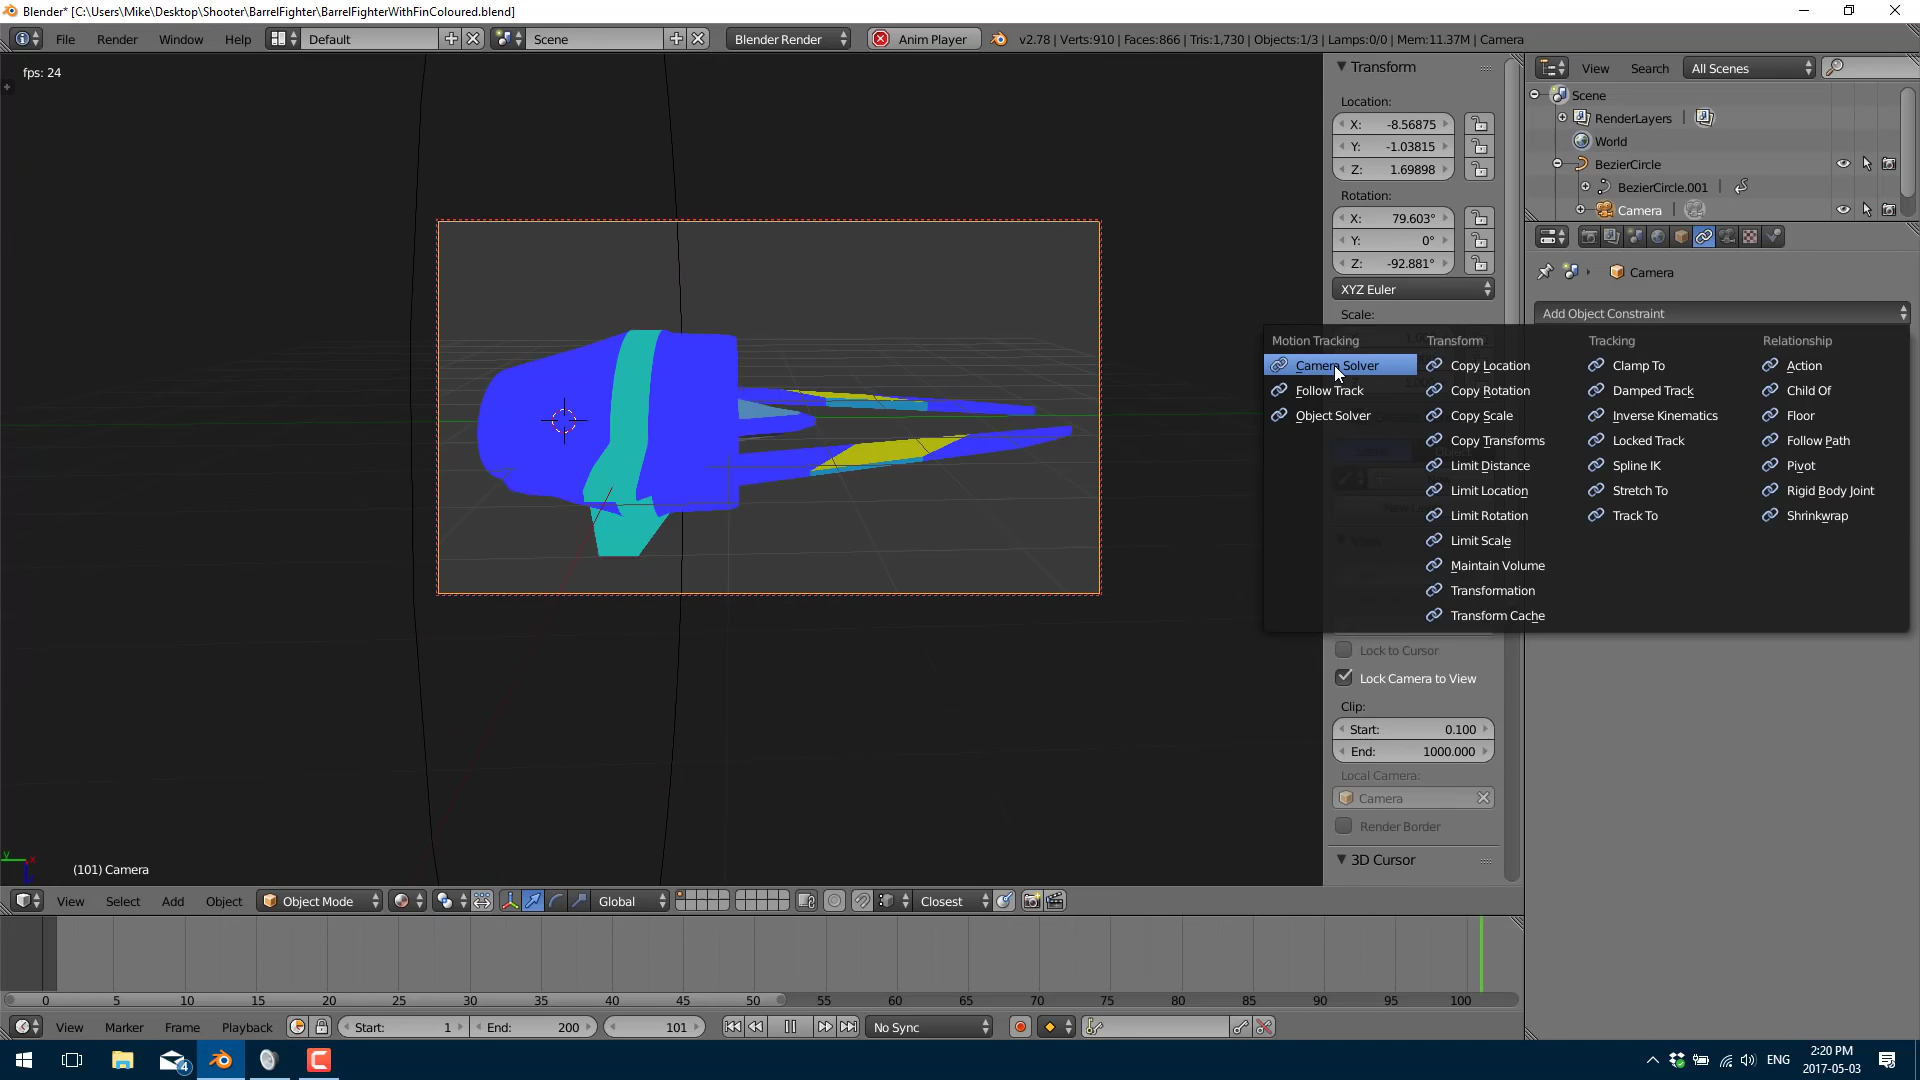 Blender* [C:\Users\Mike\Desktop\Shooter\BarrelFighter\BarrelFighterWithFinColoured.blend]
File Render Window Help Default Scene Blender Render Anim Player v2.78 | Verts:910 | Faces:866 | Tris:1,730 | Objects:1/3 | Lamps:0/0 | Mem:11.37M | Camera
fps: 24
Transform
Location:
X: -8.56875
Y: -1.03815
Z: 1.69898
Rotation:
X: 79.603°
Y: 0°
Z: -92.881°
XYZ Euler
Scale:
View Search All Scenes
Scene
RenderLayers
World
BezierCircle
BezierCircle.001
Camera
Camera
Add Object Constraint
Motion Tracking
Camera Solver
Follow Track
Object Solver
Transform
Copy Location
Copy Rotation
Copy Scale
Copy Transforms
Limit Distance
Limit Location
Limit Rotation
Limit Scale
Maintain Volume
Transformation
Transform Cache
Tracking
Clamp To
Damped Track
Inverse Kinematics
Locked Track
Spline IK
Stretch To
Track To
Relationship
Action
Child Of
Floor
Follow Path
Pivot
Rigid Body Joint
Shrinkwrap
Lock to Cursor
Lock Camera to View
Clip:
Start: 0.100
End: 1000.000
Local Camera:
Camera
Render Border
3D Cursor
y x
(101) Camera
View Select Add Object Object Mode Global Closest
0 5 10 15 20 25 30 35 40 45 50 55 60 65 70 75 80 85 90 95 100
View Marker Frame Playback Start: 1 End: 200 101 No Sync
4
ENG
2:20 PM
2017-05-03